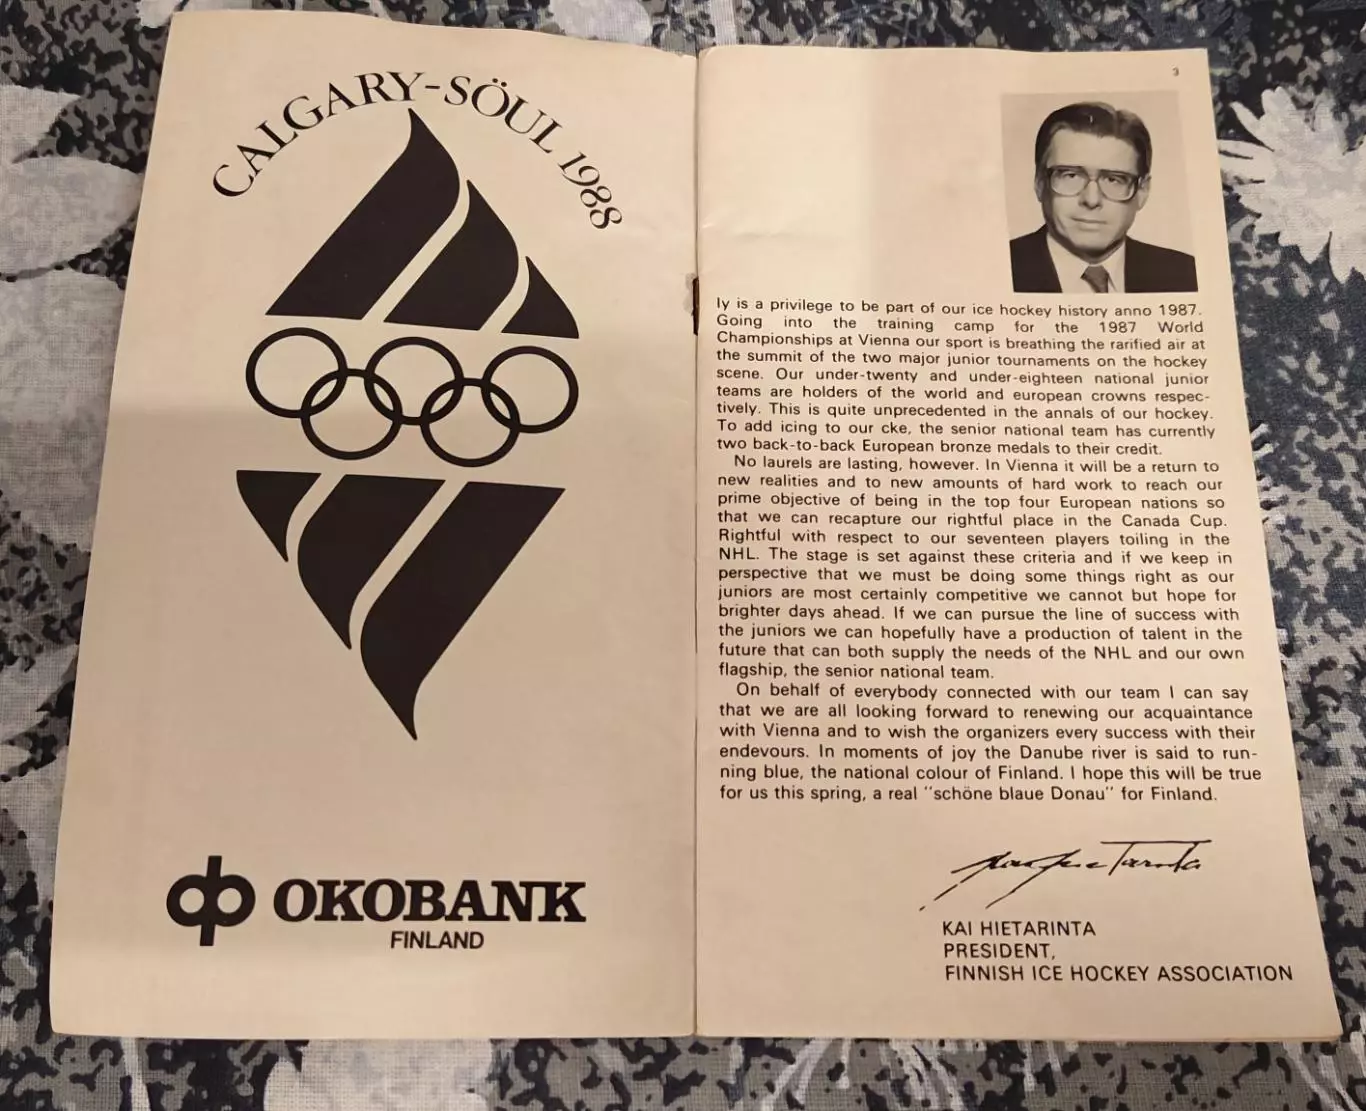 CALGARY-SÖUL 1988
OKOBANK
FINLAND
3
ly is a privilege to be part of our ice hockey history anno 1987.
Going into the training camp for the 1987 World
Championships at Vienna our sport is breathing the rarified air at
the summit of the two major junior tournaments on the hockey
scene. Our under-twenty and under-eighteen national junior
teams are holders of the world and european crowns respec-
tively. This is quite unprecedented in the annals of our hockey.
To add icing to our cke, the senior national team has currently
two back-to-back European bronze medals to their credit.
No laurels are lasting, however. In Vienna it will be a return to
new realities and to new amounts of hard work to reach our
prime objective of being in the top four European nations so
that we can recapture our rightful place in the Canada Cup.
Rightful with respect to our seventeen players toiling in the
NHL. The stage is set against these criteria and if we keep in
perspective that we must be doing some things right as our
juniors are most certainly competitive we cannot but hope for
brighter days ahead. If we can pursue the line of success with
the juniors we can hopefully have a production of talent in the
future that can both supply the needs of the NHL and our own
flagship, the senior national team.
On behalf of everybody connected with our team I can say
that we are all looking forward to renewing our acquaintance
with Vienna and to wish the organizers every success with their
endevours. In moments of joy the Danube river is said to run-
ning blue, the national colour of Finland. I hope this will be true
for us this spring, a real "schöne blaue Donau" for Finland.
KAI HIETARINTA
PRESIDENT,
FINNISH ICE HOCKEY ASSOCIATION